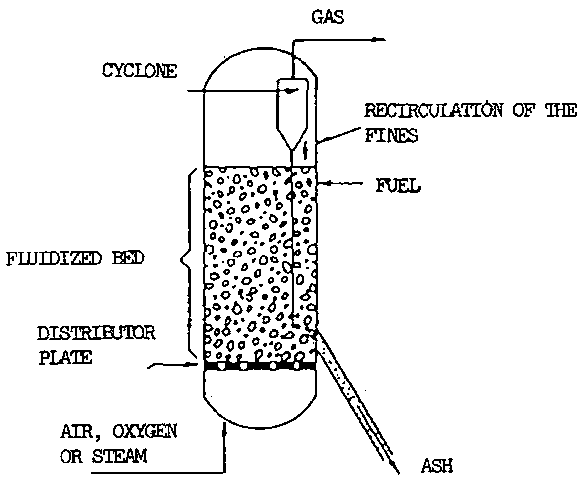 GAS
CYCLONE
RECIRCULATION OF THE
FINES
FUEL
FLUIDIZED BED
DISTRIBUTOR
PLATE
AIR, OXYGEN
OR STEAM
ASH